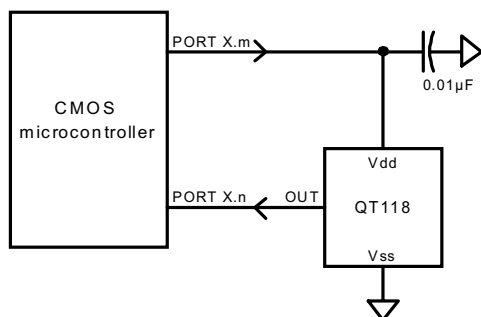 PORT X.m
0.01µF
CMOS
microcontroller
Vdd
PORT X.n
OUT
QT118
Vss